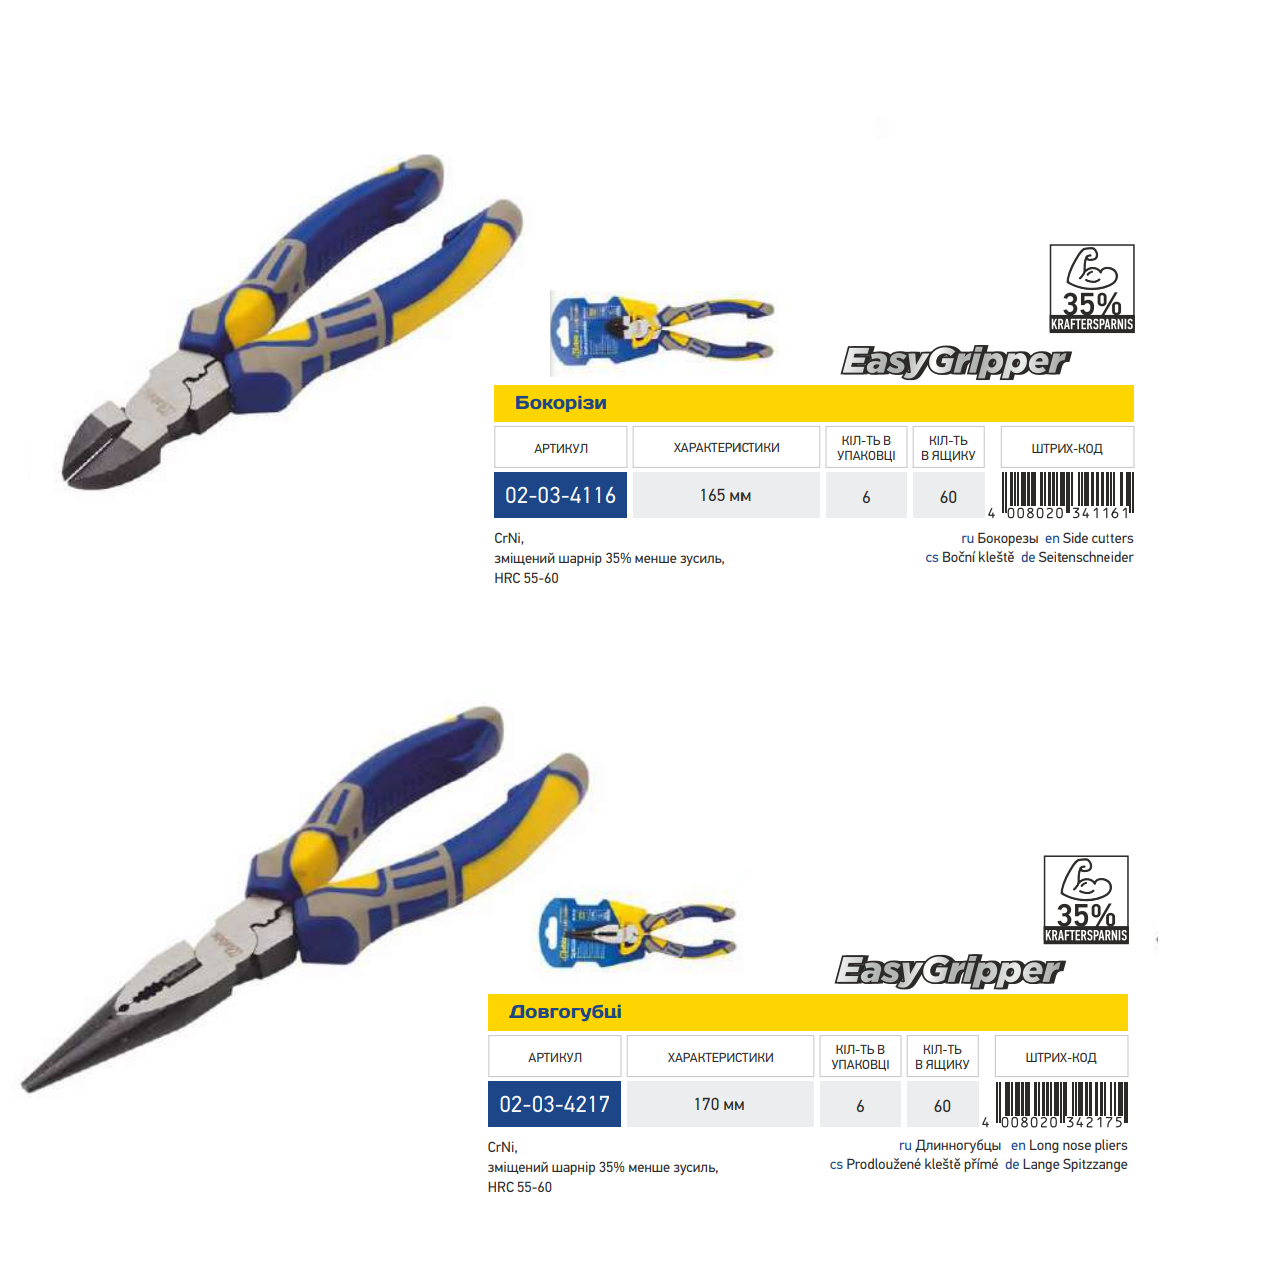 35%
KRAFTERSPARNIS
EasyGripper
Бокорізи
АРТИКУЛ
ХАРАКТЕРИСТИКИ
КІЛ-ТЬ В
УПАКОВЦІ
КІЛ-ТЬ
В ЯЩИКУ
ШТРИХ-КОД
02-03-4116
165 мм
6
60
4 008020 341161
CrNi,
зміщений шарнір 35% менше зусиль,
HRC 55-60
ru Бокорезы en Side cutters
cs Boční kleště de Seitenschneider
35%
KRAFTERSPARNIS
EasyGripper
Довгогубці
АРТИКУЛ
ХАРАКТЕРИСТИКИ
КІЛ-ТЬ В
УПАКОВЦІ
КІЛ-ТЬ
В ЯЩИКУ
ШТРИХ-КОД
02-03-4217
170 мм
6
60
4 008020 342175
CrNi,
зміщений шарнір 35% менше зусиль,
HRC 55-60
ru Длинногубцы en Long nose pliers
cs Prodloužené kleště přímé de Lange Spitzzange